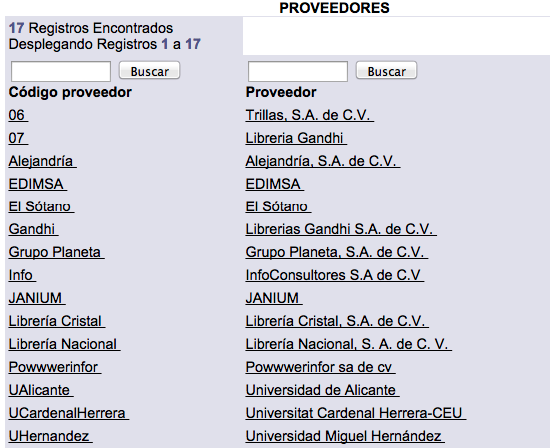 PROVEEDORES
17 Registros Encontrados
Desplegando Registros 1 a 17
Buscar Buscar
Código proveedor Proveedor
06 Trillas, S.A. de C.V.
07 Libreria Gandhi
Alejandría Alejandría, S.A. de C.V.
EDIMSA EDIMSA
El Sótano El Sótano
Gandhi Librerias Gandhi S.A. de C.V.
Grupo Planeta Grupo Planeta, S.A. de C.V.
Info InfoConsultores S.A de C.V
JANIUM JANIUM
Librería Cristal Librería Cristal, S.A. de C.V.
Librería Nacional Librería Nacional, S. A. de C. V.
Powwwerinfor Powwwerinfor sa de cv
UAlicante Universidad de Alicante
UCardenalHerrera Universitat Cardenal Herrera-CEU
UHernandez Universidad Miguel Hernández